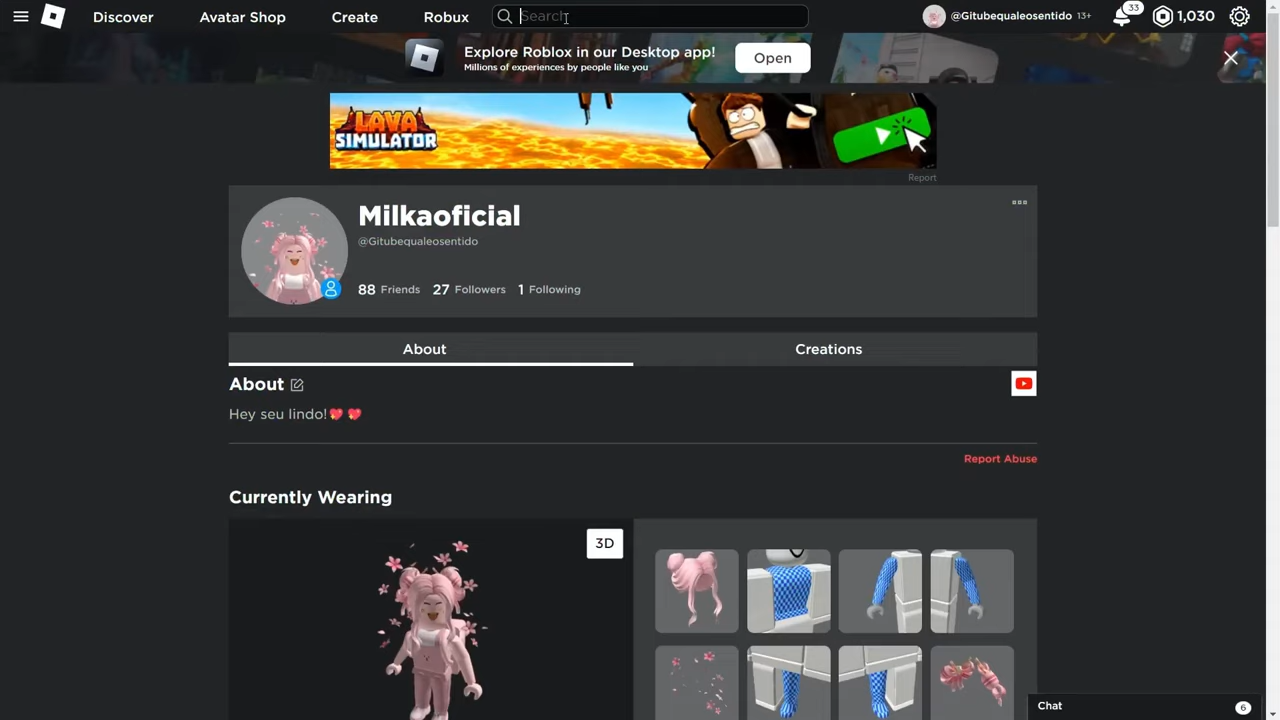 Discover Avatar Shop Create Robux Search @Gitubequaleosentido 13+ 33 1,030
Explore Roblox in our Desktop app!
Millions of experiences by people like you
Open
LAVA
SIMULATOR
Report
Milkaoficial
@Gitubequaleosentido
88 Friends 27 Followers 1 Following
About Creations
About
Hey seu lindo!💖 💖
Report Abuse
Currently Wearing
3D
Chat 6